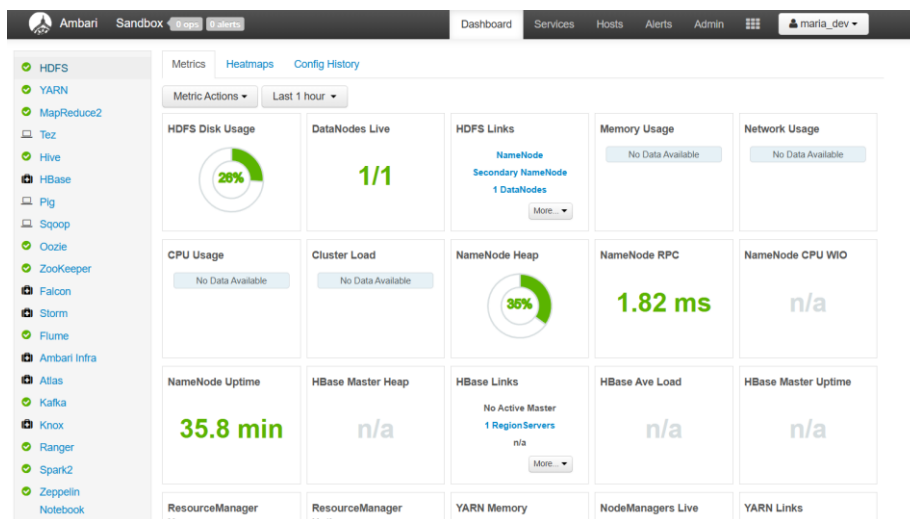 Ambari Sandbox 0 ops 0 alerts Dashboard Services Hosts Alerts Admin maria_dev
HDFS
YARN
MapReduce2
Tez
Hive
HBase
Pig
Sqoop
Oozie
ZooKeeper
Falcon
Storm
Flume
Ambari Infra
Atlas
Kafka
Knox
Ranger
Spark2
Zeppelin
Notebook
Metrics Heatmaps Config History
Metric Actions Last 1 hour
HDFS Disk Usage
26%
DataNodes Live
1/1
HDFS Links
NameNode
Secondary NameNode
1 DataNodes
More...
Memory Usage
No Data Available
Network Usage
No Data Available
CPU Usage
No Data Available
Cluster Load
No Data Available
NameNode Heap
35%
NameNode RPC
1.82 ms
NameNode CPU WIO
n/a
NameNode Uptime
35.8 min
HBase Master Heap
n/a
HBase Links
No Active Master
1 RegionServers
n/a
More...
HBase Ave Load
n/a
HBase Master Uptime
n/a
ResourceManager
ResourceManager
YARN Memory
NodeManagers Live
YARN Links